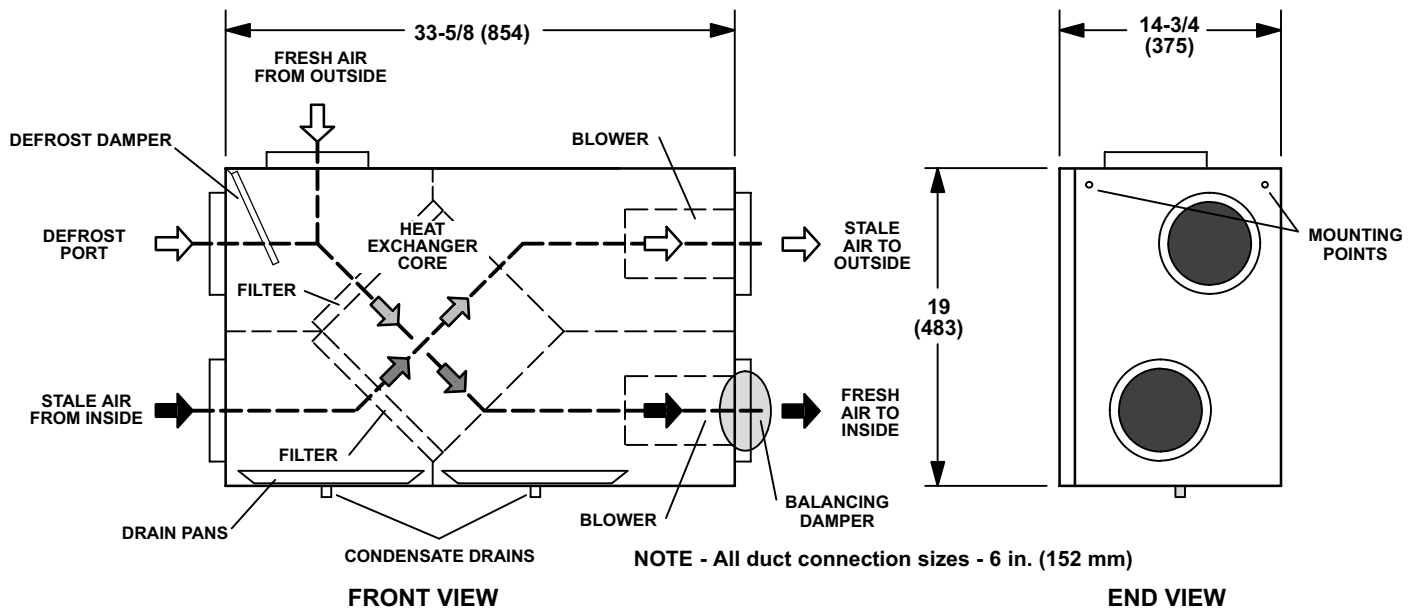 33-5/8 (854)
14-3/4
(375)
FRESH AIR
FROM OUTSIDE
DEFROST DAMPER
BLOWER
DEFROST
PORT
HEAT
EXCHANGER
CORE
STALE
AIR TO
OUTSIDE
MOUNTING
POINTS
FILTER
19
(483)
STALE AIR
FROM INSIDE
FRESH
AIR TO
INSIDE
FILTER
DRAIN PANS
CONDENSATE DRAINS
BLOWER
BALANCING
DAMPER
NOTE - All duct connection sizes - 6 in. (152 mm)
FRONT VIEW
END VIEW